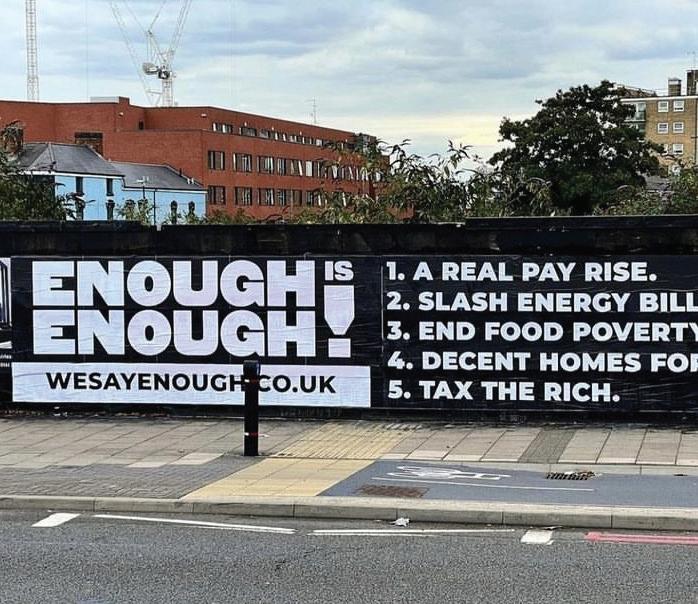 ENOUGH IS
ENOUGH!
WESAYENOUGH.CO.UK
1. A REAL PAY RISE.
2. SLASH ENERGY BILL
3. END FOOD POVERTY
4. DECENT HOMES FOR
5. TAX THE RICH.